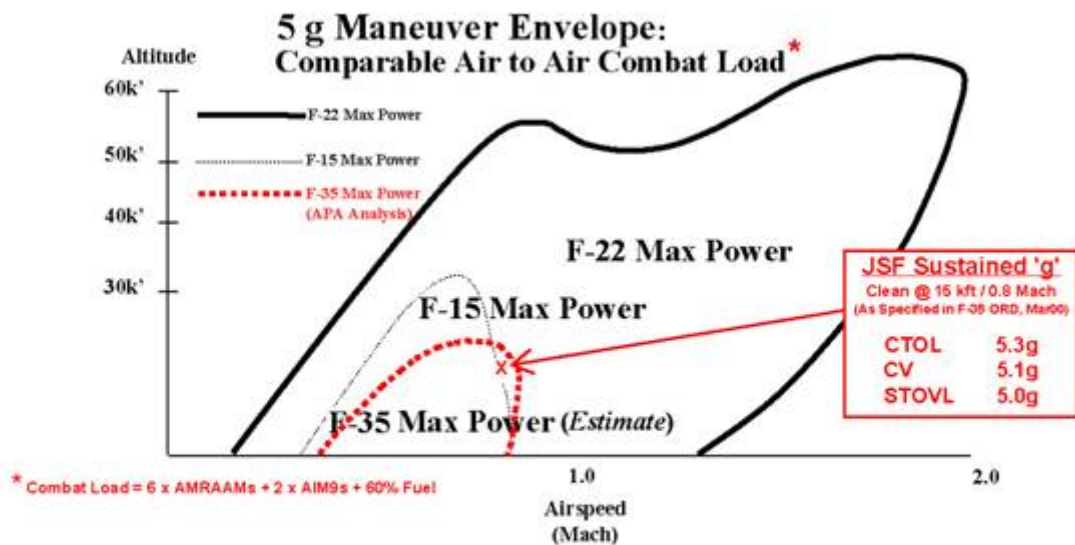 5 g Maneuver Envelope:
Comparable Air to Air Combat Load*
Altitude
60k'
50k'
40k'
30k'
F-22 Max Power
F-15 Max Power
F-35 Max Power
(APA Analysis)
F-22 Max Power
F-15 Max Power
F-35 Max Power (Estimate)
X
JSF Sustained 'g'
Clean @ 15 kft / 0.8 Mach
(As Specified in F-35 ORD, Mar00)
CTOL 5.3g
CV 5.1g
STOVL 5.0g
* Combat Load = 6 x AMRAAMs + 2 x AIM9s + 60% Fuel
1.0
2.0
Airspeed
(Mach)